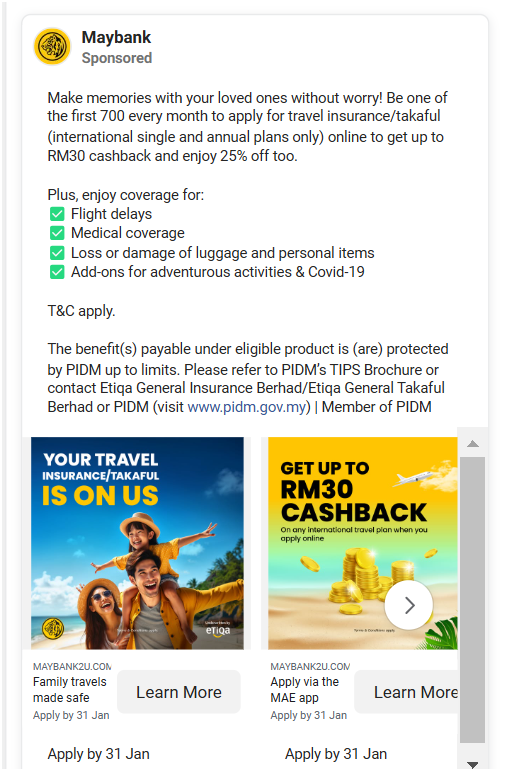 Maybank
Sponsored
Make memories with your loved ones without worry! Be one of
the first 700 every month to apply for travel insurance/takaful
(international single and annual plans only) online to get up to
RM30 cashback and enjoy 25% off too.
Plus, enjoy coverage for:
✅ Flight delays
✅ Medical coverage
✅ Loss or damage of luggage and personal items
✅ Add-ons for adventurous activities & Covid-19
T&C apply.
The benefit(s) payable under eligible product is (are) protected
by PIDM up to limits. Please refer to PIDM's TIPS Brochure or
contact Etiqa General Insurance Berhad/Etiqa General Takaful
Berhad or PIDM (visit www.pidm.gov.my) | Member of PIDM
YOUR TRAVEL
INSURANCE/TAKAFUL
IS ON US
Terms & Conditions apply
etiqa
MAYBANK2U.COM
Family travels
made safe
Apply by 31 Jan
Learn More
Apply by 31 Jan
GET UP TO
RM30
CASHBACK
On any international travel plan when you
apply online
Terms & Conditions apply
MAYBANK2U.COM
Apply via the
MAE app
Apply by 31 Jan
Learn More
Apply by 31 Jan